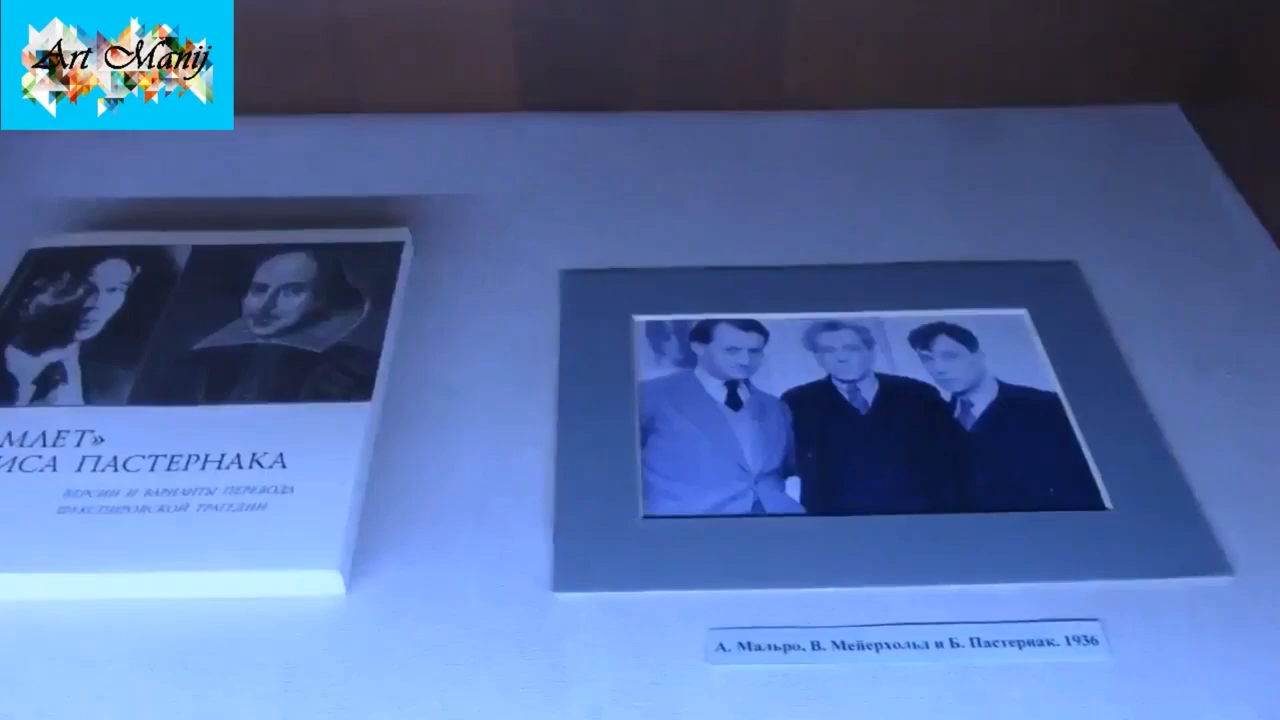 Art Manij
МЛЕТ»
ИСА ПАСТЕРНАКА
ВЕРСИИ И ВАРИАНТЫ ПЕРЕВОДА
ШЕКСПИРОВСКОЙ ТРАГЕДИИ
А. Мальро, В. Мейерхольд и Б. Пастернак. 1936